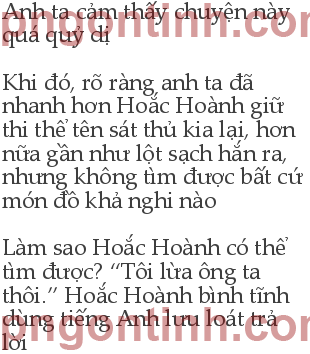 Anh ta cảm thấy chuyện này
quá quỷ dị
Khi đó, rõ ràng anh ta đã
nhanh hơn Hoắc Hoành giữ
thi thể tên sát thủ kia lại, hơn
nữa gần như lột sạch hắn ra,
nhưng không tìm được bất cứ
món đồ khả nghi nào
Làm sao Hoắc Hoành có thể
tìm được? “Tôi lừa ông ta
thôi.” Hoắc Hoành bình tĩnh
dùng tiếng Anh lưu loát trả
lời
pngontinh.com
pngontinh.com